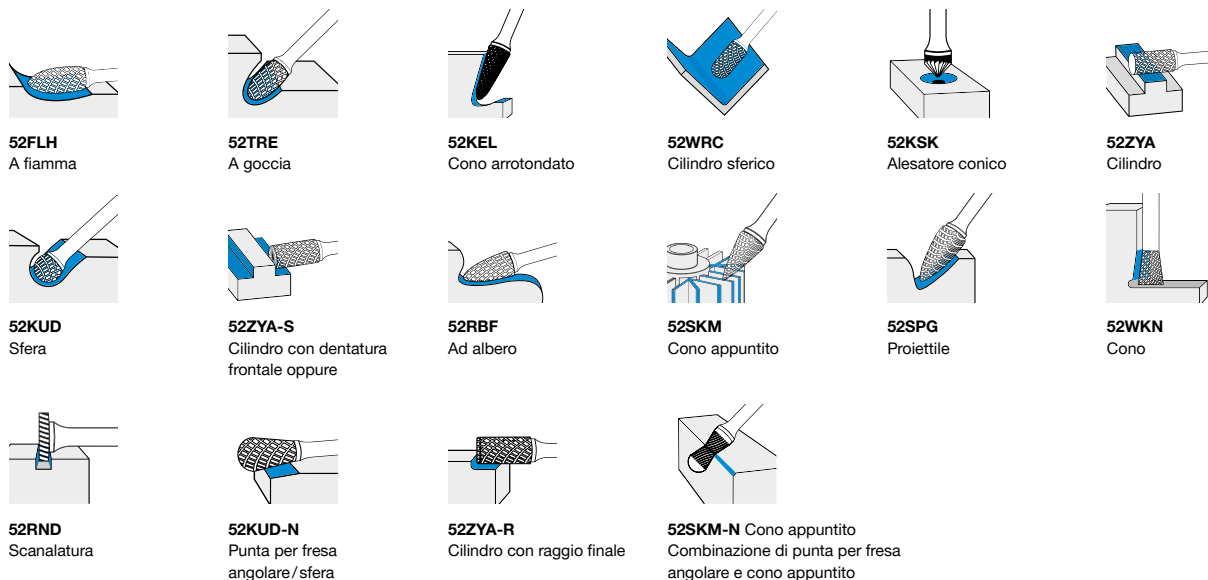 52FLH
A fiamma
52TRE
A goccia
52KEL
Cono arrotondato
52WRC
Cilindro sferico
52KSK
Alesatore conico
52ZYA
Cilindro
52KUD
Sfera
52ZYA-S
Cilindro con dentatura
frontale oppure
52RBF
Ad albero
52SKM
Cono appuntito
52SPG
Proiettile
52WKN
Cono
52RND
Scanalatura
52KUD-N
Punta per fresa
angolare/sfera
52ZYA-R
Cilindro con raggio finale
52SKM-N Cono appuntito
Combinazione di punta per fresa
angolare e cono appuntito